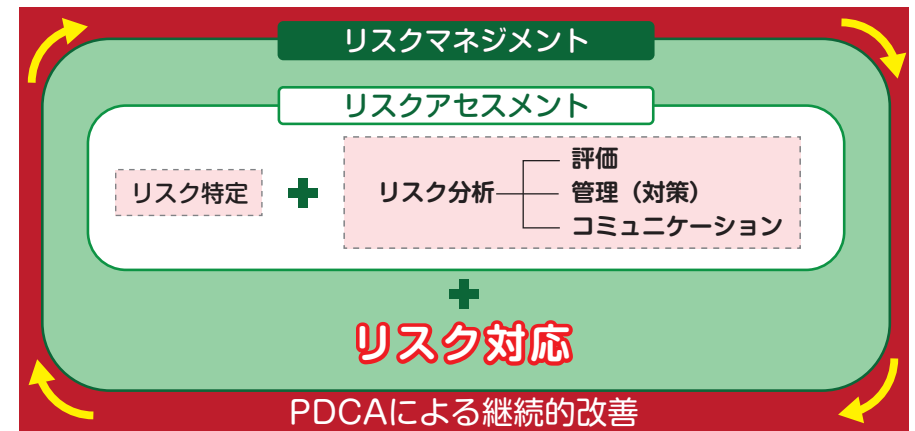 リスクマネジメント
リスクアセスメント
リスク特定
リスク分析
評価
管理（対策）
コミュニケーション
リスク対応
PDCAによる継続的改善